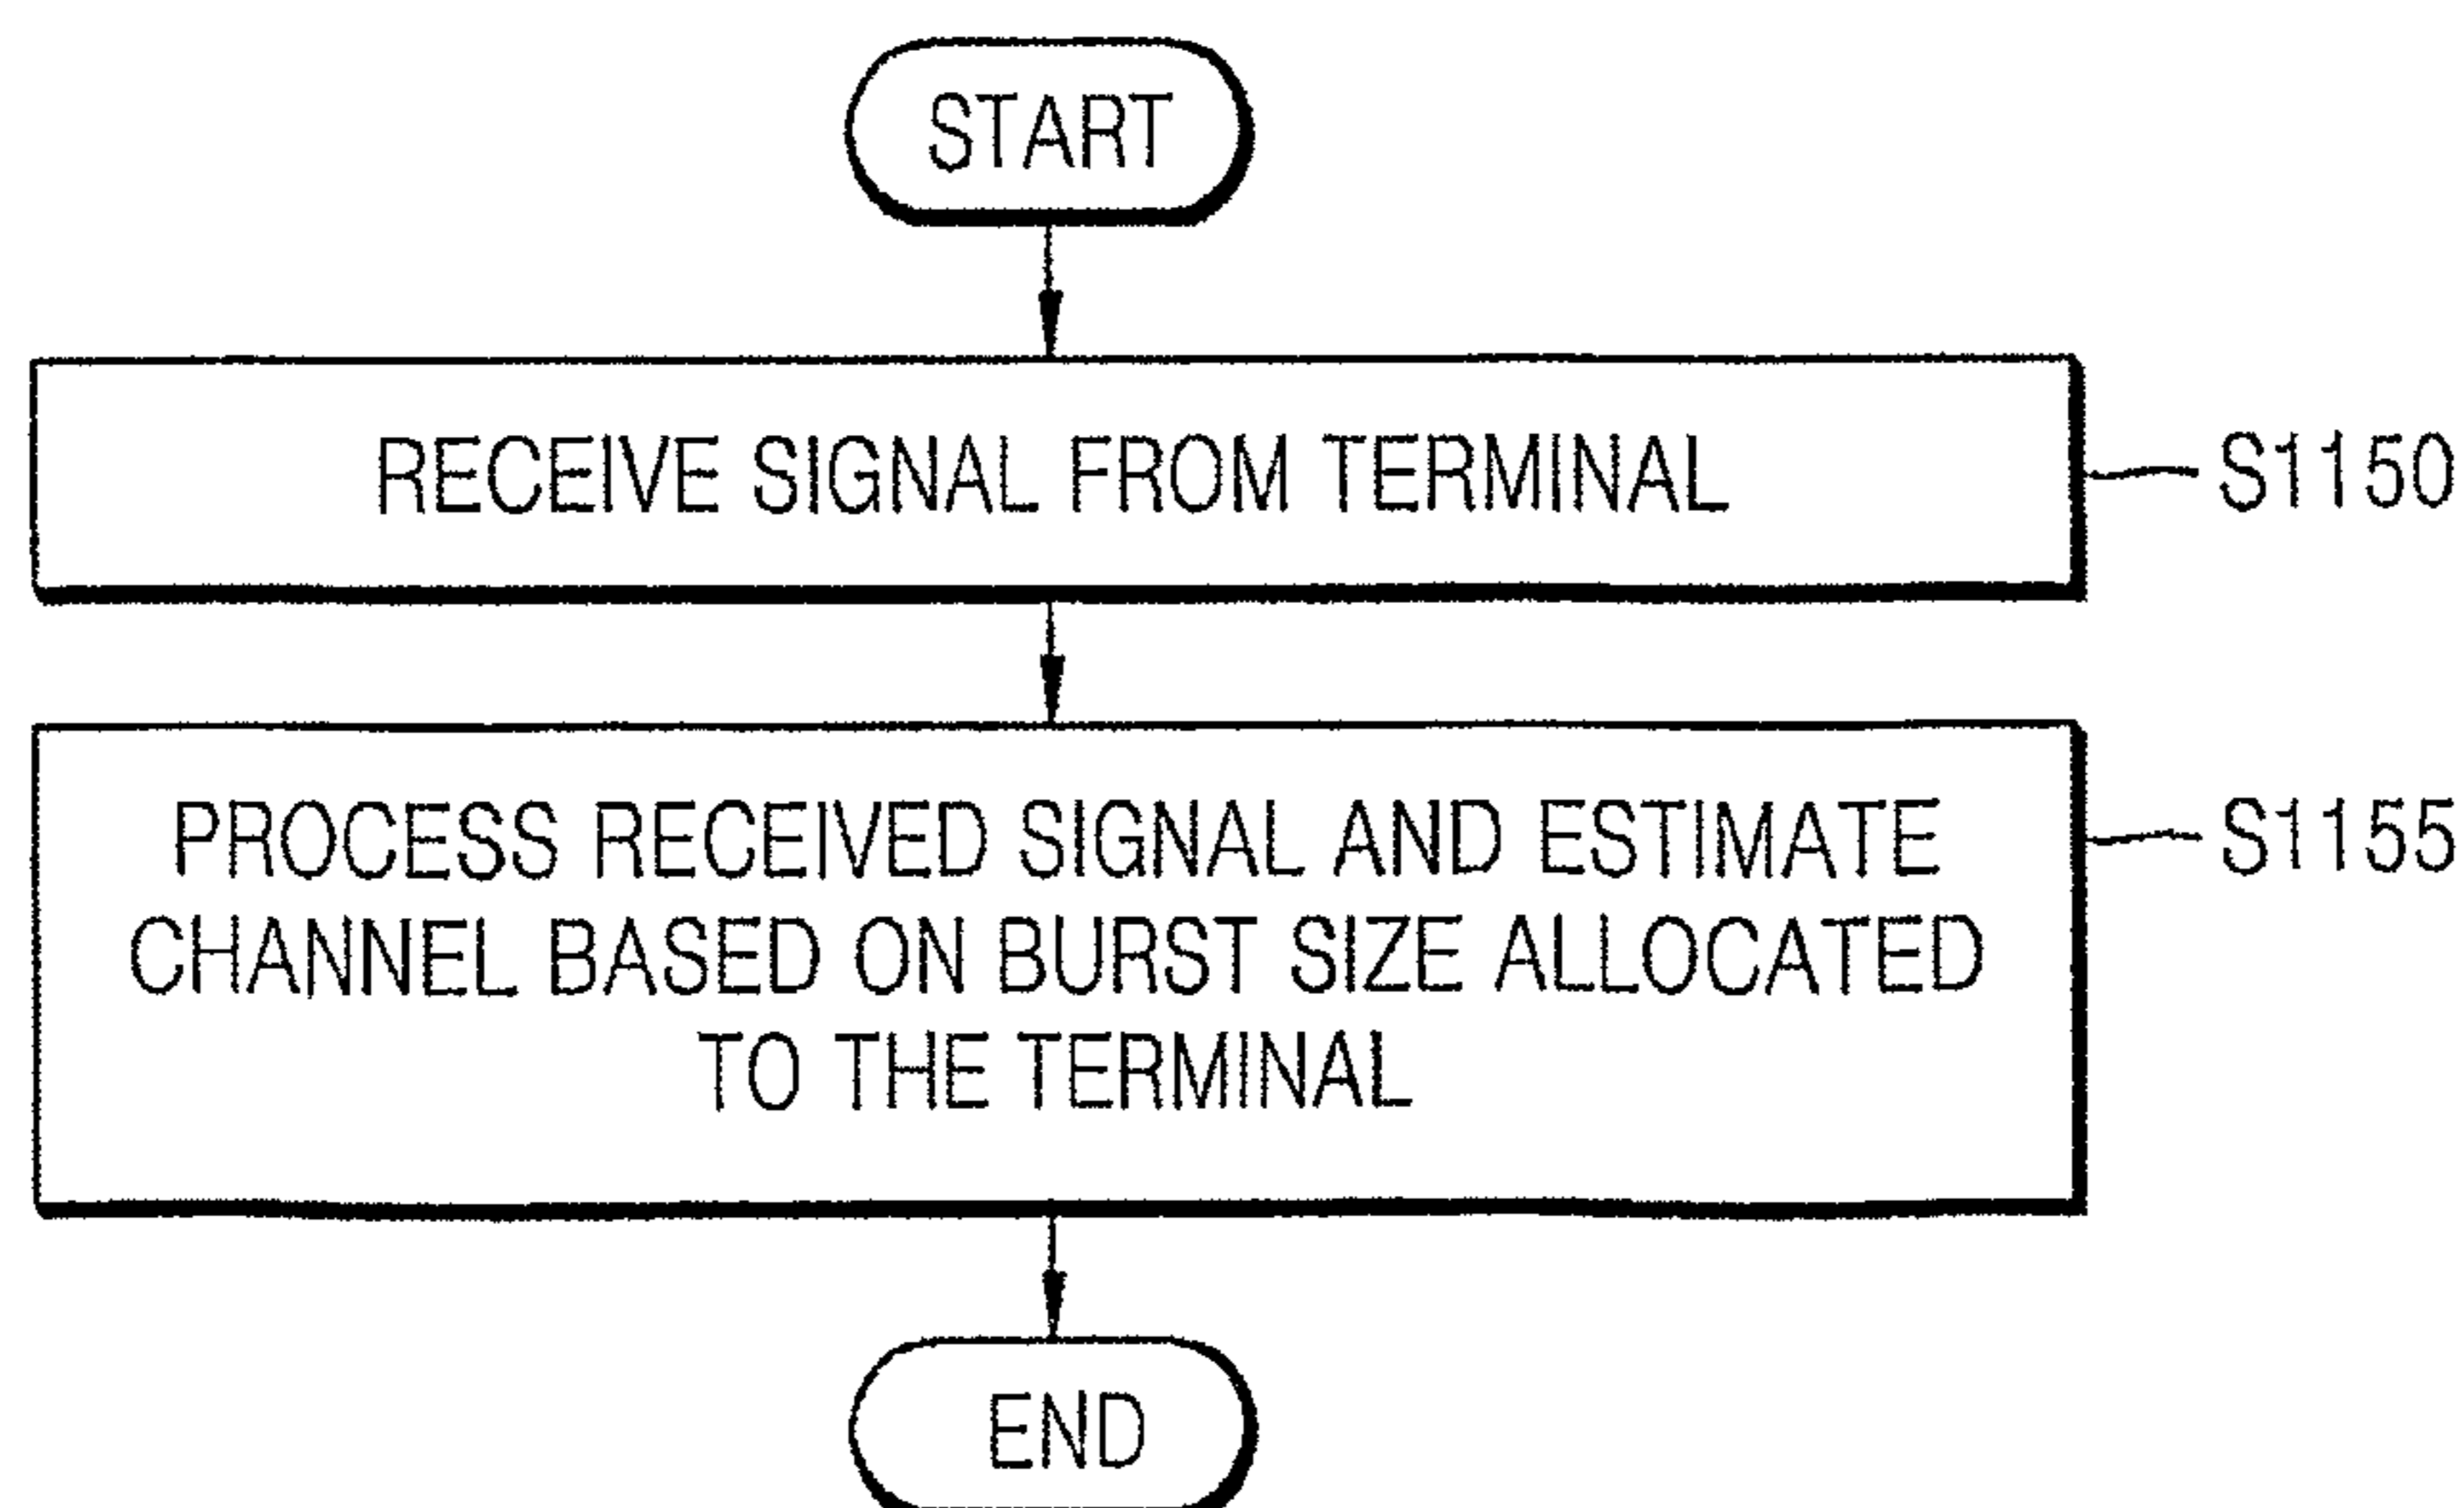 START
RECEIVE SIGNAL FROM TERMINAL
S1150
PROCESS RECEIVED SIGNAL AND ESTIMATE
CHANNEL BASED ON BURST SIZE ALLOCATED
TO THE TERMINAL
S1155
END